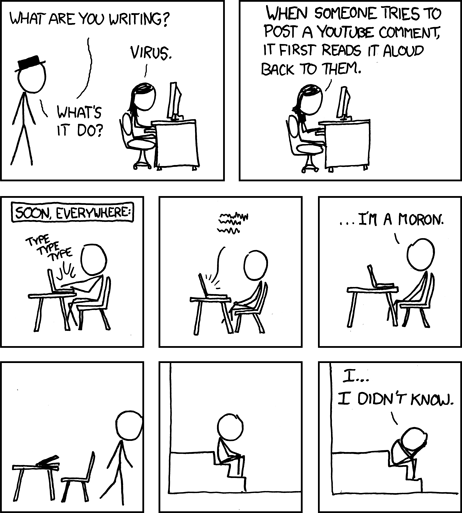 WHAT ARE YOU WRITING?
VIRUS.
WHAT'S
IT DO?
WHEN SOMEONE TRIES TO
POST A YOUTUBE COMMENT,
IT FIRST READS IT ALOUD
BACK TO THEM.
SOON, EVERYWHERE:
TYPE
TYPE
TYPE
...I'M A MORON.
I...
I DIDN'T KNOW.